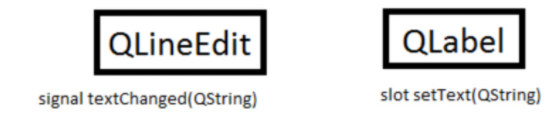 QLineEdit
signal textChanged(QString)
QLabel
slot setText(QString)